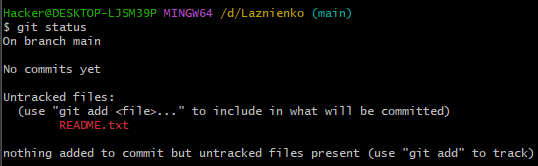 Hacker@DESKTOP-LJSM39P MINGW64 /d/Laznienko (main)
$ git status
On branch main
No commits yet
Untracked files:
(use "git add <file>..." to include in what will be committed)
README.txt
nothing added to commit but untracked files present (use "git add" to track)